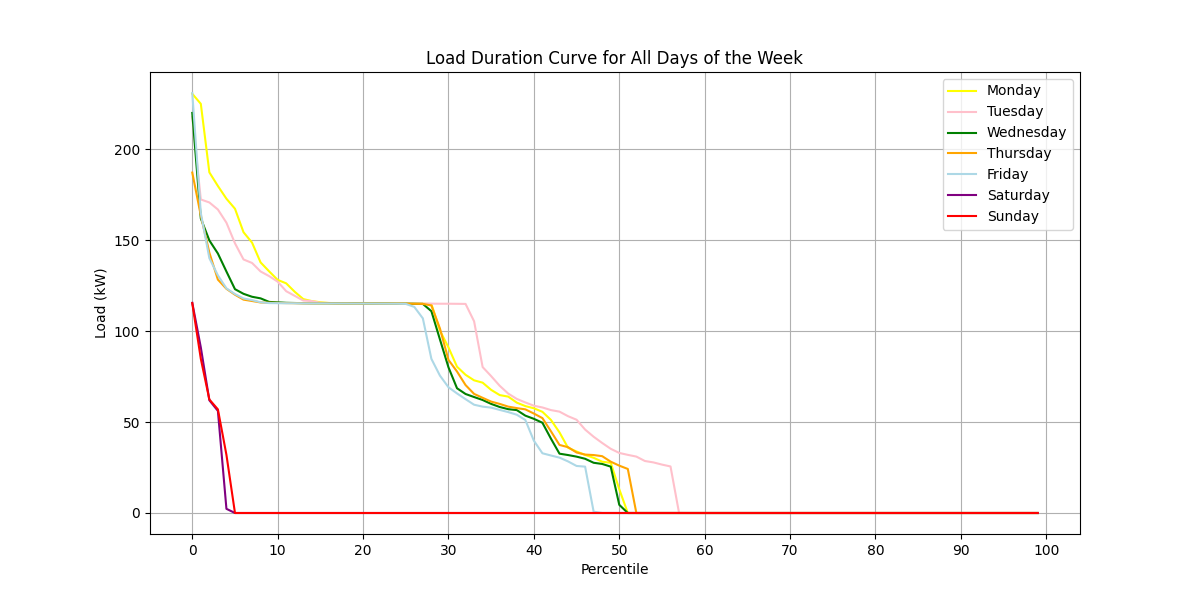 Load Duration Curve for All Days of the Week
Load (kW)
200
150
100
50
0
0 10 20 30 40 50 60 70 80 90 100
Percentile
Monday
Tuesday
Wednesday
Thursday
Friday
Saturday
Sunday